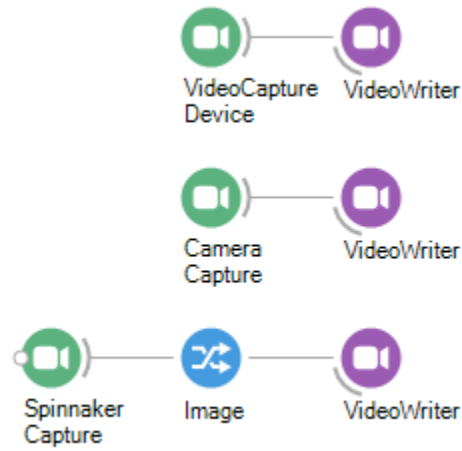 VideoCapture
Device
VideoWriter
Camera
Capture
VideoWriter
Spinnaker
Capture
Image
VideoWriter